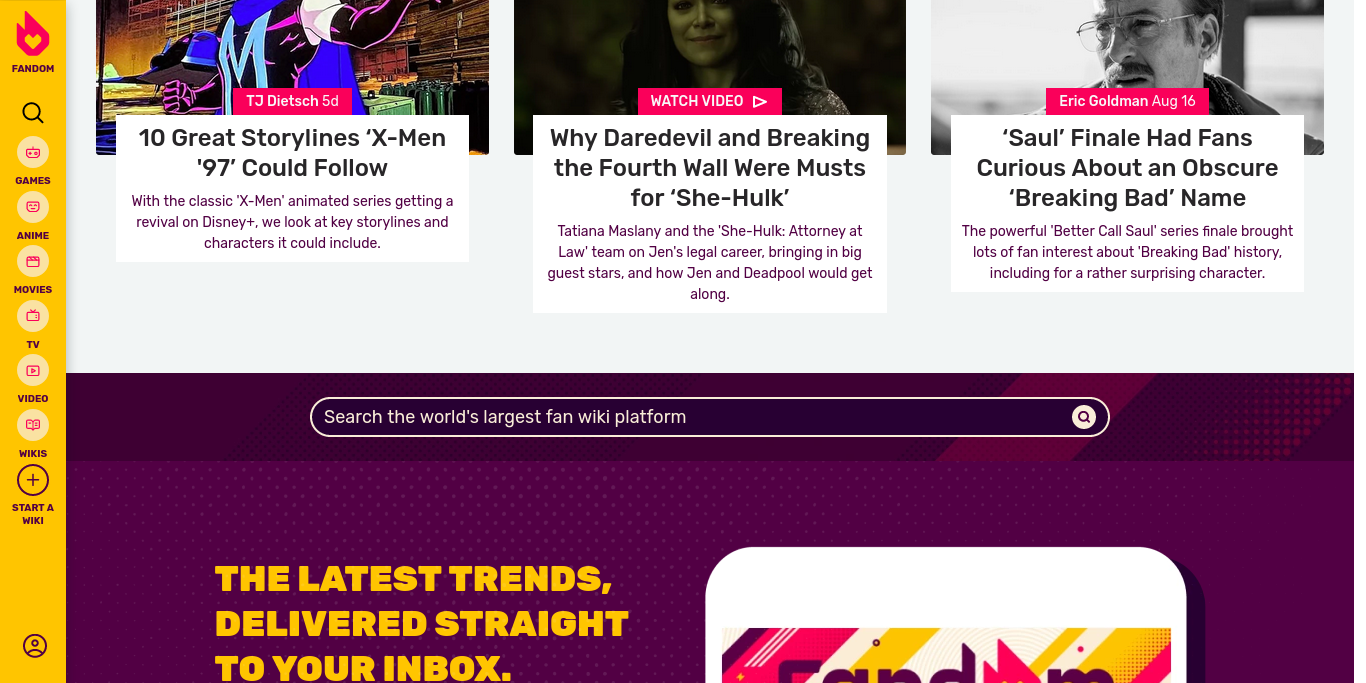 FANDOM
GAMES
ANIME
MOVIES
TV
VIDEO
WIKIS
START A
WIKI
M
TJ Dietsch 5d
10 Great Storylines ‘X-Men
'97’ Could Follow
With the classic 'X-Men' animated series getting a
revival on Disney+, we look at key storylines and
characters it could include.
WATCH VIDEO
Why Daredevil and Breaking
the Fourth Wall Were Musts
for ‘She-Hulk’
Tatiana Maslany and the 'She-Hulk: Attorney at
Law' team on Jen's legal career, bringing in big
guest stars, and how Jen and Deadpool would get
along.
Eric Goldman Aug 16
‘Saul’ Finale Had Fans
Curious About an Obscure
‘Breaking Bad’ Name
The powerful 'Better Call Saul' series finale brought
lots of fan interest about 'Breaking Bad' history,
including for a rather surprising character.
Search the world's largest fan wiki platform
THE LATEST TRENDS,
DELIVERED STRAIGHT
TO YOUR INBOX.
Fandom